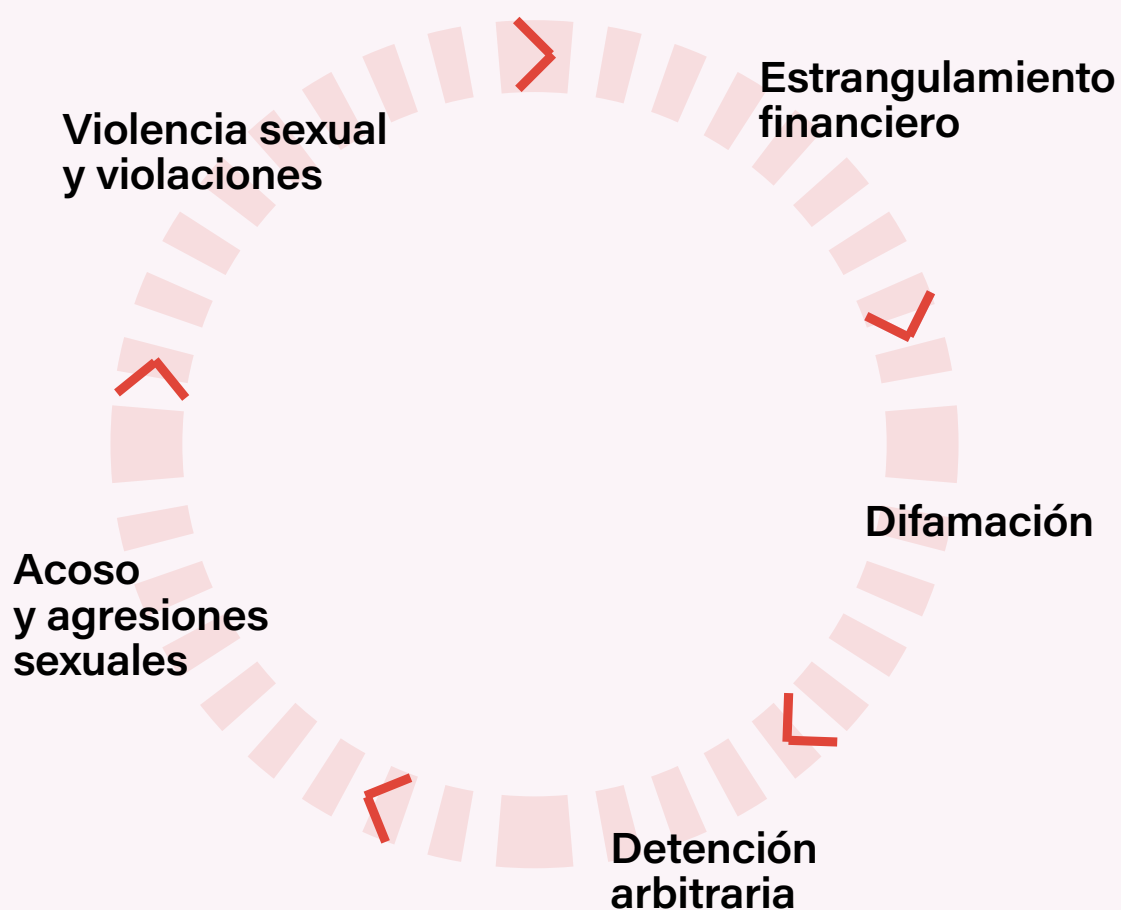 Estrangulamiento
financiero
Violencia sexual
y violaciones
Difamación
Acoso
y agresiones
sexuales
Detención
arbitraria